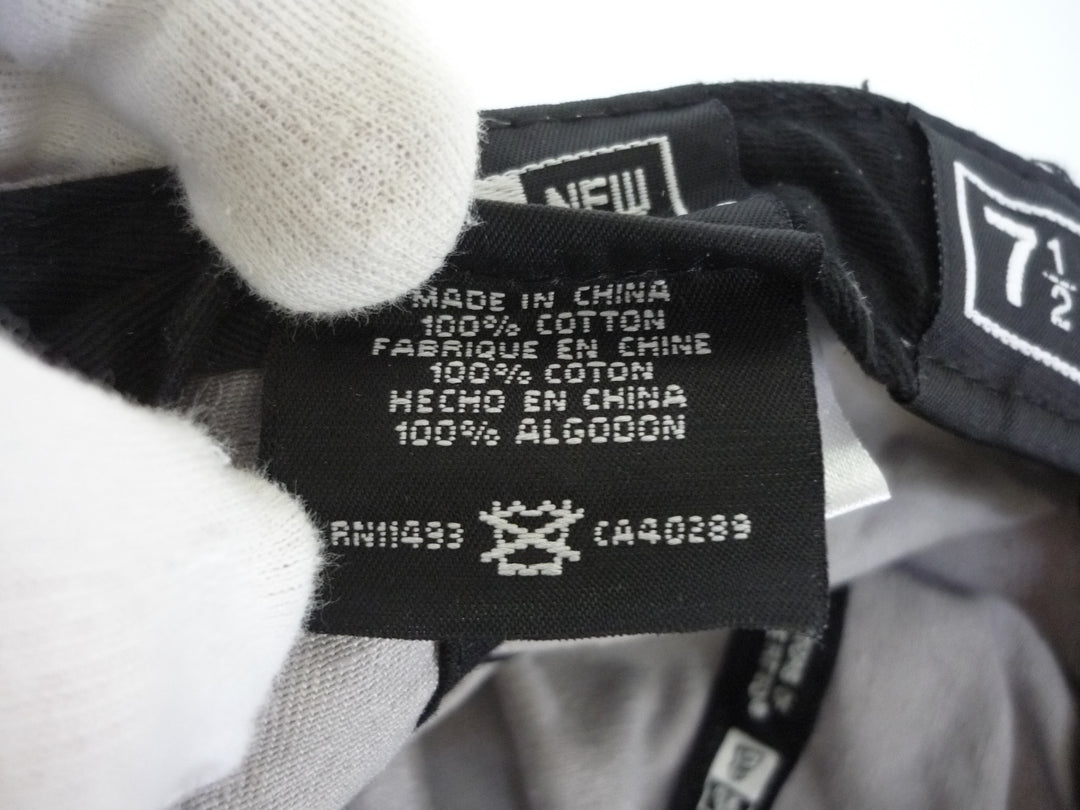 NEW
7 1/2
MADE IN CHINA
100% COTTON
FABRIQUE EN CHINE
100% COTON
HECHO EN CHINA
100% ALGODON
RN11493 CA40289